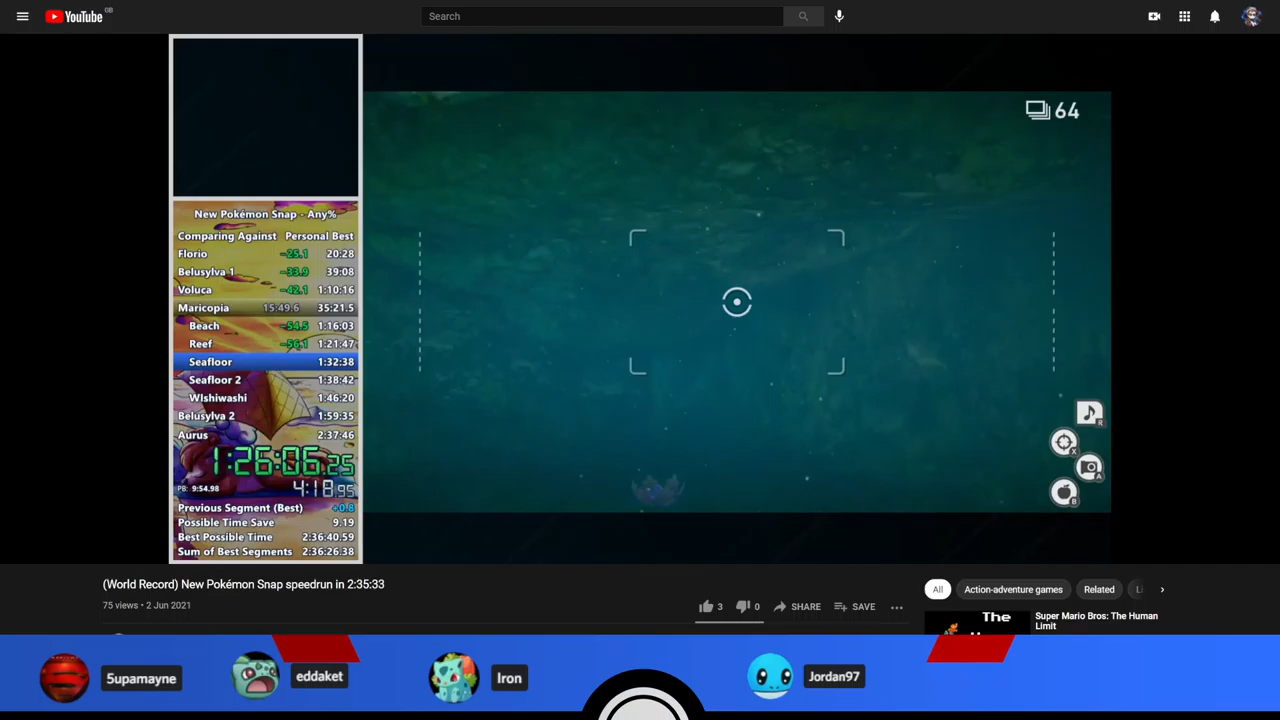 YouTube GB
Search
64
New Pokémon Snap - Any%
Comparing Against Personal Best
Florio -25.1 20:28
Belusylva 1 -33.9 39:08
Voluca -42.1 1:10:16
Maricopia 15:49.6 35:21.5
Beach -54.5 1:16:03
Reef -56.1 1:21:47
Seafloor 1:32:38
Seafloor 2 1:38:42
WIshiwashi 1:46:20
Belusylva 2 1:59:35
Aurus 2:37:46
1:26:06.25
PB: 9:54.98 4:18.95
Previous Segment (Best) +0.8
Possible Time Save 9.19
Best Possible Time 2:36:40.59
Sum of Best Segments 2:36:26.38
R
X
A
B
(World Record) New Pokémon Snap speedrun in 2:35:33
75 views • 2 Jun 2021
3 0 SHARE SAVE
All Action-adventure games Related
The
Super Mario Bros: The Human
Limit
5upamayne eddaket Iron Jordan97